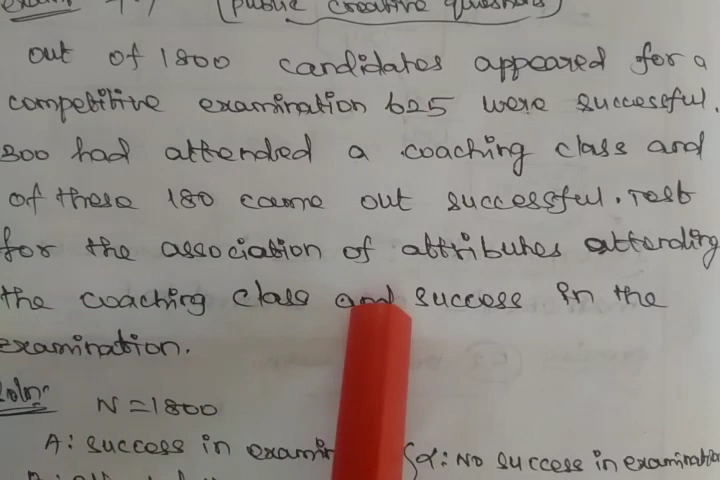 (Public Creative questions)
out of 1800 candidates appeared for a
competitive examination 625 were successful.
300 had attended a coaching class and
of these 180 came out successful. Test
for the association of attributes attending
the coaching class and success in the
examination.
Soln:
N = 1800
A: success in examin α: No success in examination